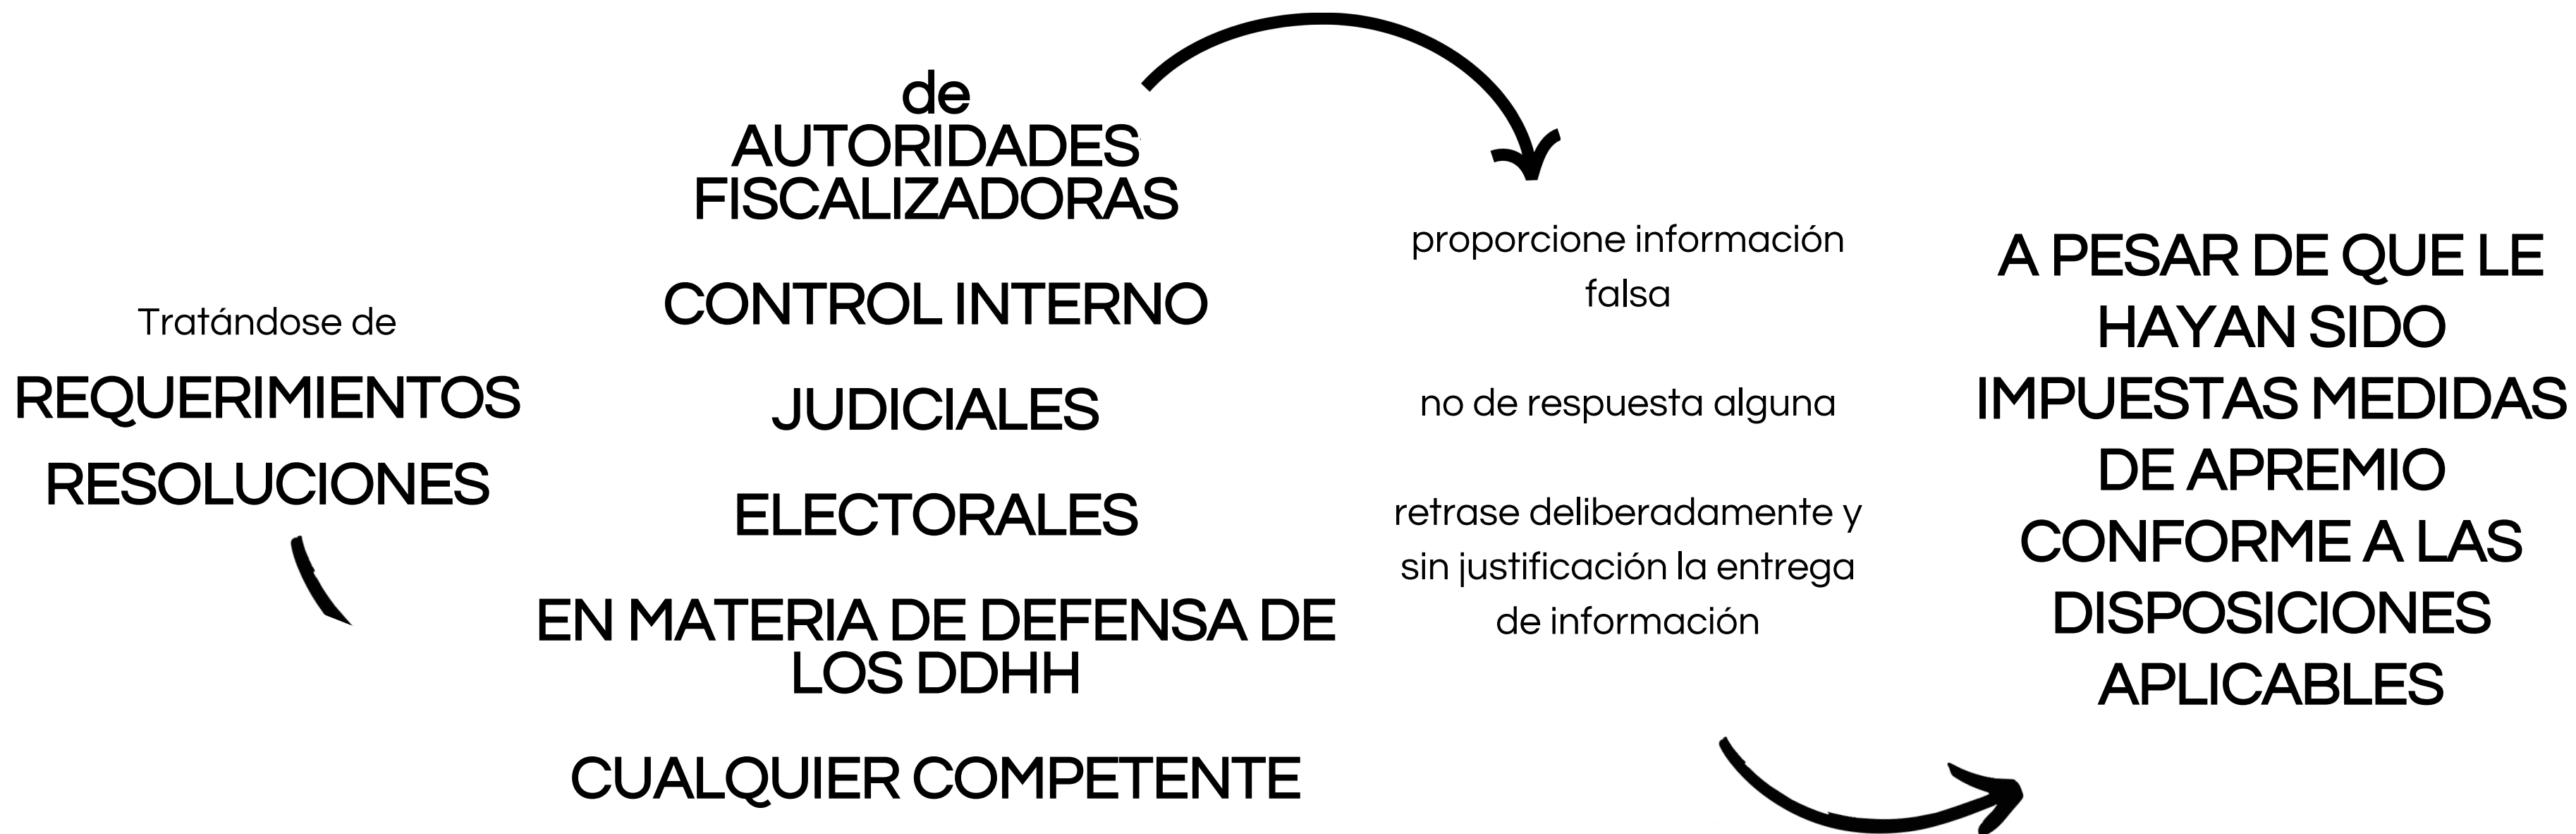 Tratándose de
REQUERIMIENTOS
RESOLUCIONES
de
AUTORIDADES
FISCALIZADORAS
CONTROL INTERNO
JUDICIALES
ELECTORALES
EN MATERIA DE DEFENSA DE
LOS DDHH
CUALQUIER COMPETENTE
proporcione información
falsa
no de respuesta alguna
retrase deliberadamente y
sin justificación la entrega
de información
A PESAR DE QUE LE
HAYAN SIDO
IMPUESTAS MEDIDAS
DE APREMIO
CONFORME A LAS
DISPOSICIONES
APLICABLES